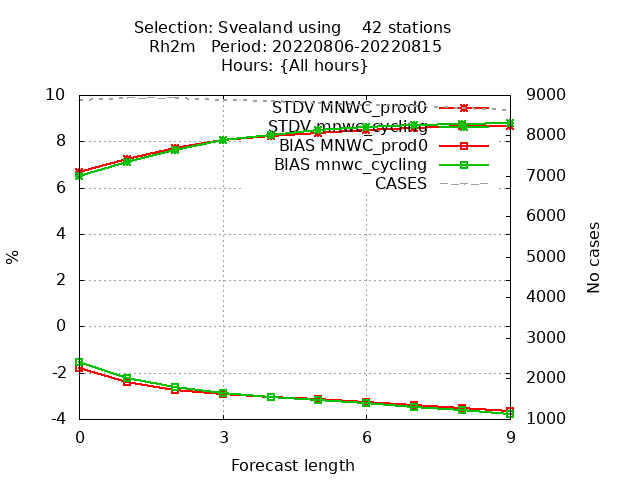 Selection: Svealand using    42 stations
Rh2m   Period: 20220806-20220815
Hours: {All hours}
10
8
6
4
2
0
-2
-4
%
9000
8000
7000
6000
5000
4000
3000
2000
1000
No cases
STDV MNWC_prod0
STDV mnwc_cycling
BIAS MNWC_prod0
BIAS mnwc_cycling
CASES
0 3 6 9
Forecast length